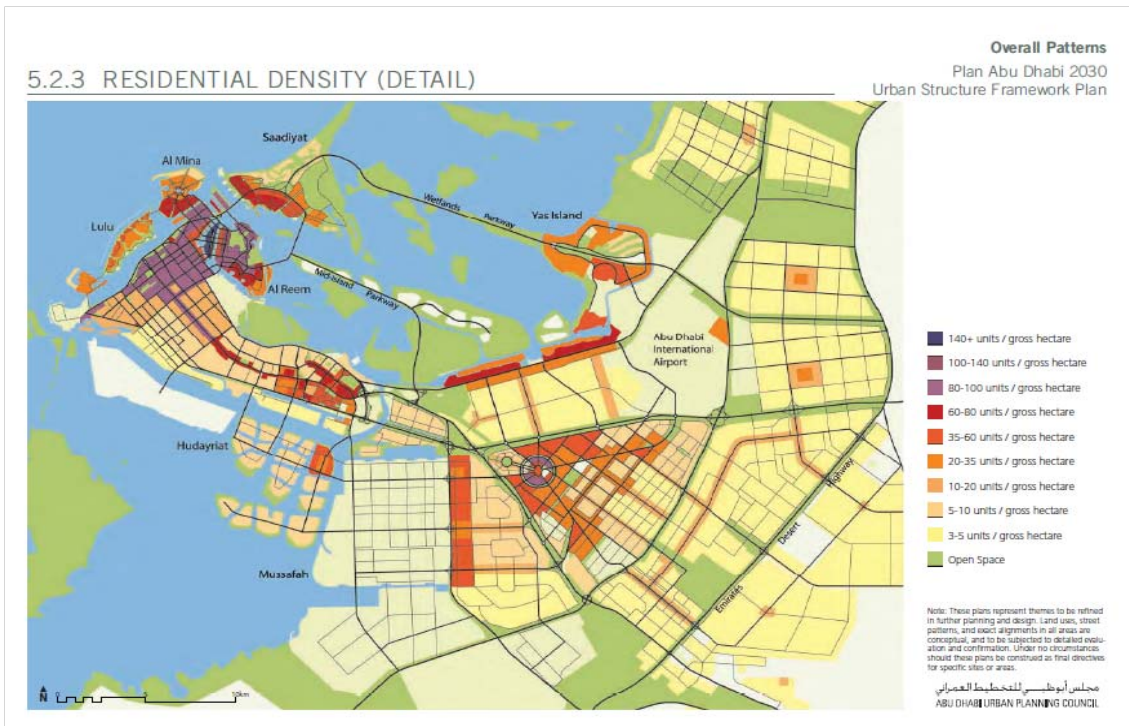 Overall Patterns
5.2.3 RESIDENTIAL DENSITY (DETAIL)
Plan Abu Dhabi 2030
Urban Structure Framework Plan
Saadiyat
Al Mina
Wetlands Parkway
Yas Island
Lulu
Al Reem
Mid-Island Parkway
Abu Dhabi
International
Airport
Hudayriat
Mussafah
Emirates Desert Highway
N
0 5 10km
140+ units / gross hectare
100-140 units / gross hectare
80-100 units / gross hectare
60-80 units / gross hectare
35-60 units / gross hectare
20-35 units / gross hectare
10-20 units / gross hectare
5-10 units / gross hectare
3-5 units / gross hectare
Open Space
Note: These plans represent themes to be refined
in further planning and design. Land uses, street
patterns, and exact alignments in all areas are
conceptual, and to be subjected to detailed evalu-
ation and confirmation. Under no circumstances
should these plans be construed as final directives
for specific sites or areas.
مجلس أبوظبي للتخطيط العمراني
ABU DHABI URBAN PLANNING COUNCIL